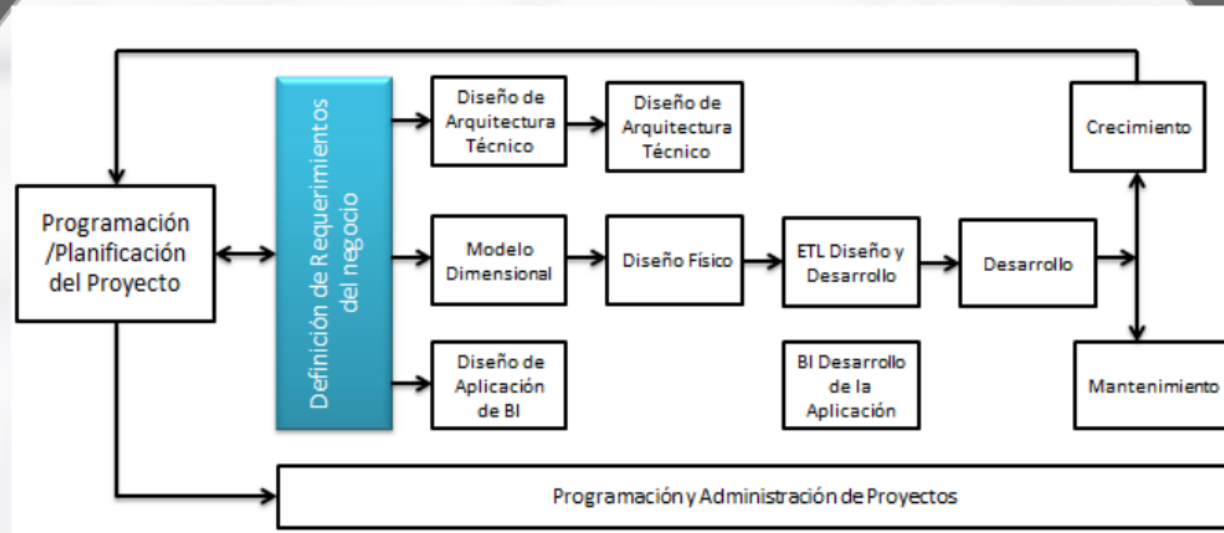 Programación
/Planificación
del Proyecto
Definición de Requerimientos
del negocio
Diseño de
Arquitectura
Técnico
Diseño de
Arquitectura
Técnico
Modelo
Dimensional
Diseño Físico
ETL Diseño y
Desarrollo
Desarrollo
Diseño de
Aplicación
de BI
BI Desarrollo
de la
Aplicación
Crecimiento
Mantenimiento
Programación y Administración de Proyectos